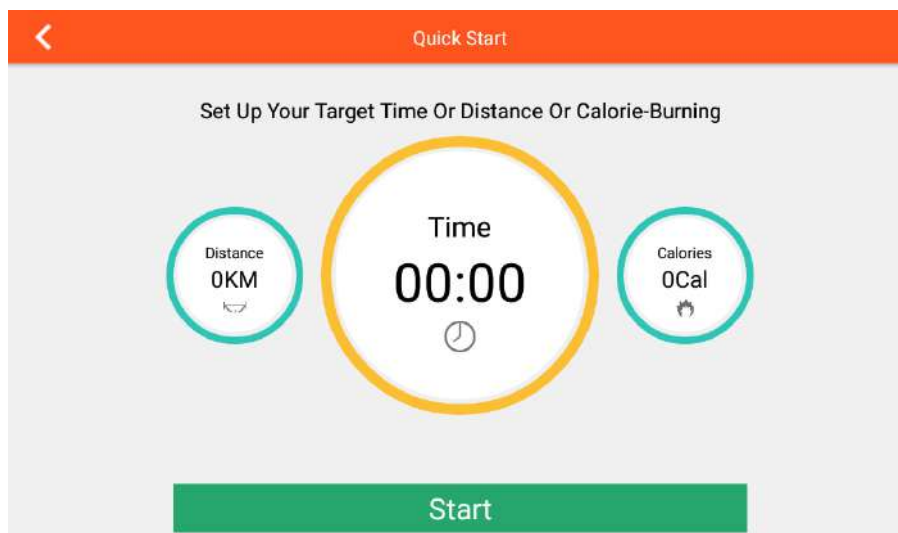 Quick Start
Set Up Your Target Time Or Distance Or Calorie-Burning
Distance
0KM
Time
00:00
Calories
0Cal
Start